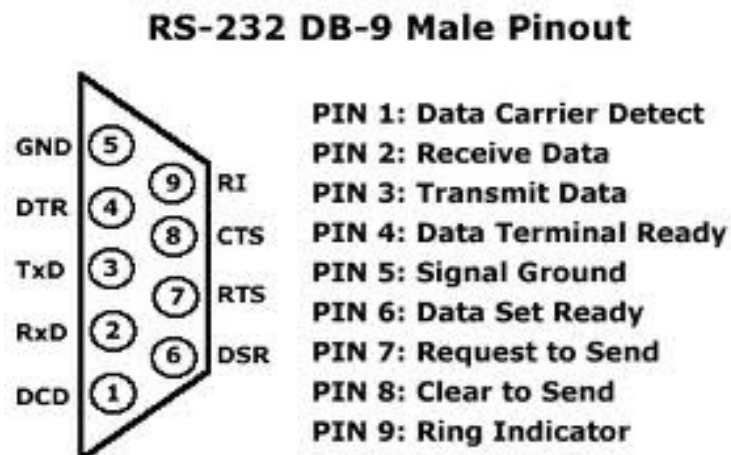 RS-232 DB-9 Male Pinout
GND 5
9 RI
DTR 4
8 CTS
TxD 3
7 RTS
RxD 2
6 DSR
DCD 1
PIN 1: Data Carrier Detect
PIN 2: Receive Data
PIN 3: Transmit Data
PIN 4: Data Terminal Ready
PIN 5: Signal Ground
PIN 6: Data Set Ready
PIN 7: Request to Send
PIN 8: Clear to Send
PIN 9: Ring Indicator